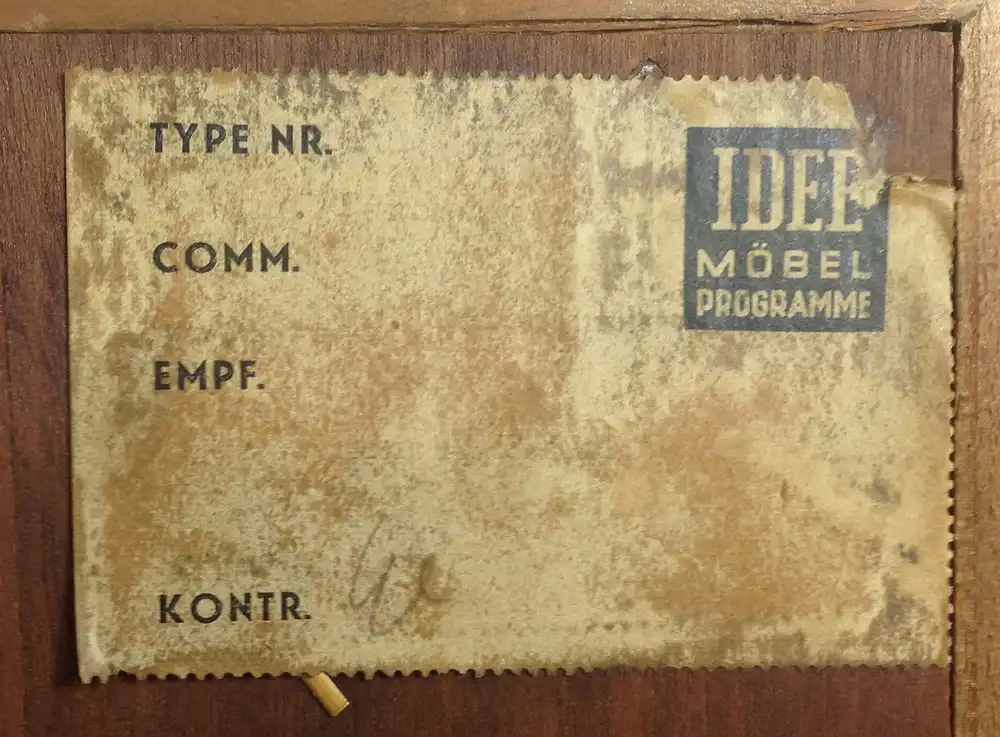 TYPE NR.
IDEE
MÖBEL
PROGRAMME
COMM.
EMPF.
KONTR.